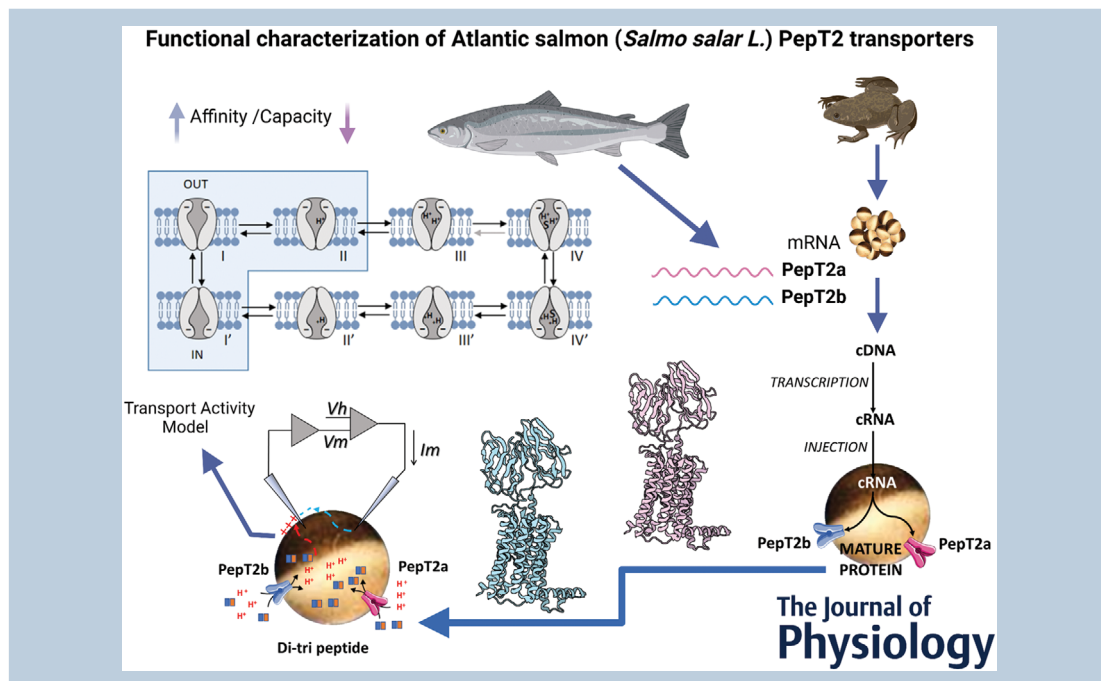 Functional characterization of Atlantic salmon (Salmo salar L.) PepT2 transporters
Affinity /Capacity
OUT
H⁺
H⁺ H⁺
H⁺ S H⁺
I
II
III
IV
I'
II'
III'
IV'
IN
mRNA
PepT2a
PepT2b
cDNA
TRANSCRIPTION
cRNA
INJECTION
cRNA
PepT2b
PepT2a
MATURE
PROTEIN
Transport Activity
Model
Vh
Vm
Im
PepT2b
PepT2a
H⁺
H⁺
H⁺
H⁺
H⁺
H⁺
H⁺
H⁺
H⁺
H⁺
H⁺
Di-tri peptide
The Journal of
Physiology